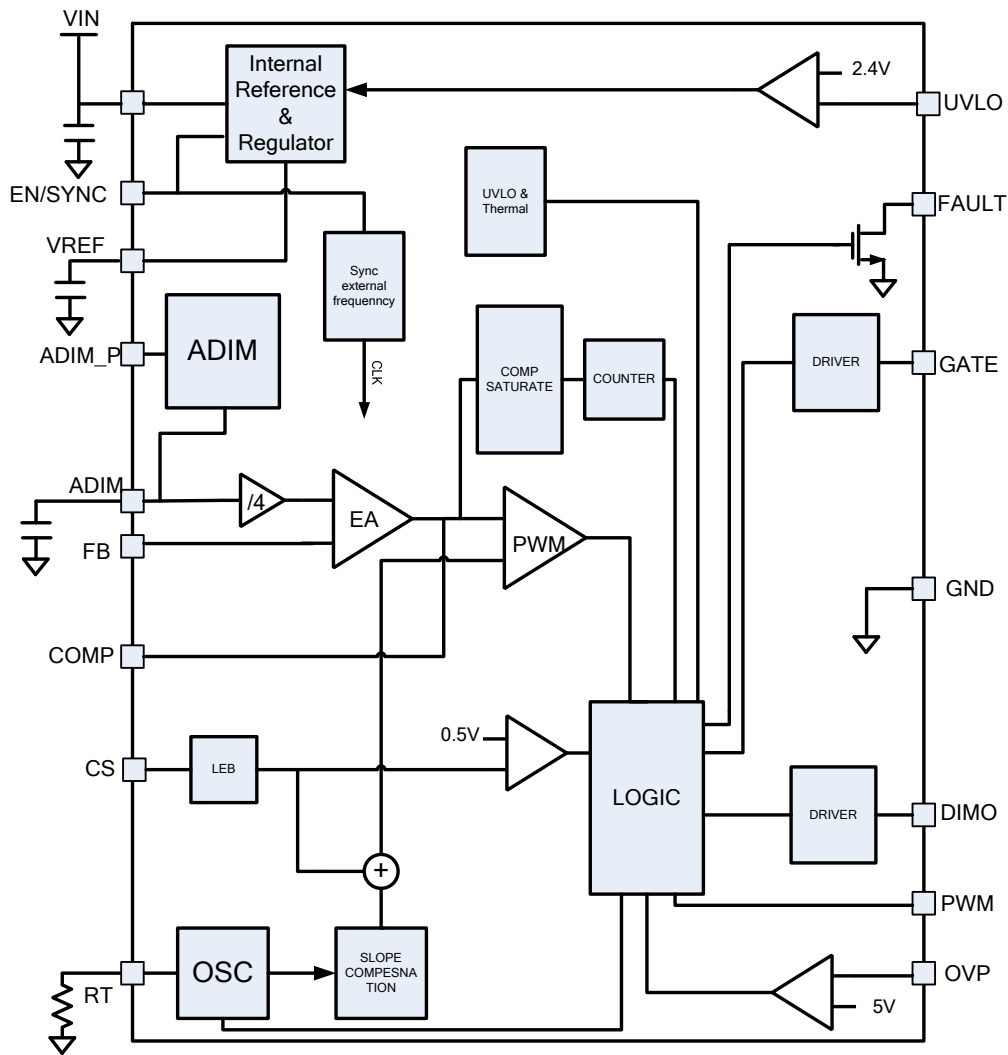 VIN
Internal
Reference
&
Regulator
2.4V
UVLO
EN/SYNC
UVLO &
Thermal
FAULT
VREF
Sync
external
frequenncy
ADIM_P
ADIM
CLK
COMP
SATURATE
COUNTER
DRIVER
GATE
ADIM
/4
EA
PWM
FB
GND
COMP
0.5V
CS
LEB
LOGIC
DRIVER
DIMO
+
PWM
OSC
SLOPE
COMPESNA
TION
RT
OVP
5V